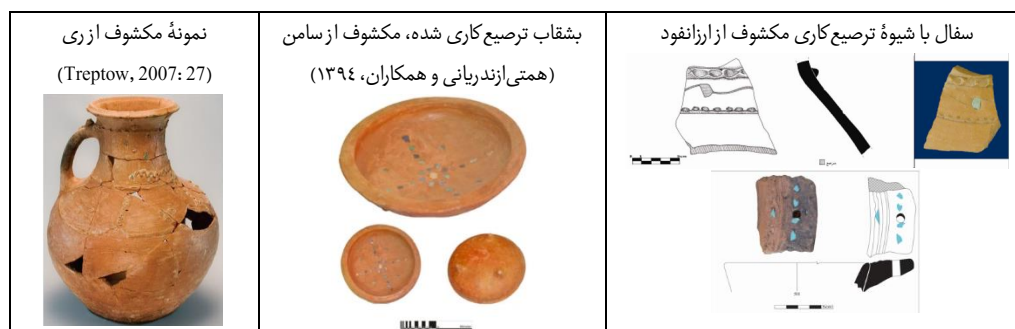 سفال با شیوهٔ ترصیع‌کاری مکشوف از ارزانفود
بشقاب ترصیع‌کاری شده، مکشوف از سامن
(همتی‌ازندریانی و همکاران، ۱۳۹٤)
نمونهٔ مکشوف از ری
(Treptow, 2007: 27)